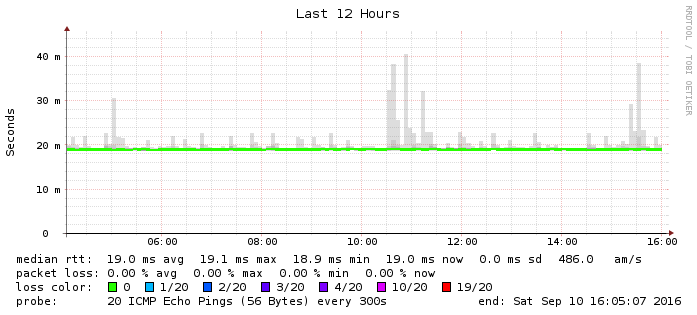 Last 12 Hours
RRDTOOL / TOBI OETIKER
Seconds
40 m
30 m
20 m
10 m
0
06:00 08:00 10:00 12:00 14:00 16:00
median rtt: 19.0 ms avg 19.1 ms max 18.9 ms min 19.0 ms now 0.0 ms sd 486.0 am/s
packet loss: 0.00 % avg 0.00 % max 0.00 % min 0.00 % now
loss color: 0 1/20 2/20 3/20 4/20 10/20 19/20
probe: 20 ICMP Echo Pings (56 Bytes) every 300s end: Sat Sep 10 16:05:07 2016